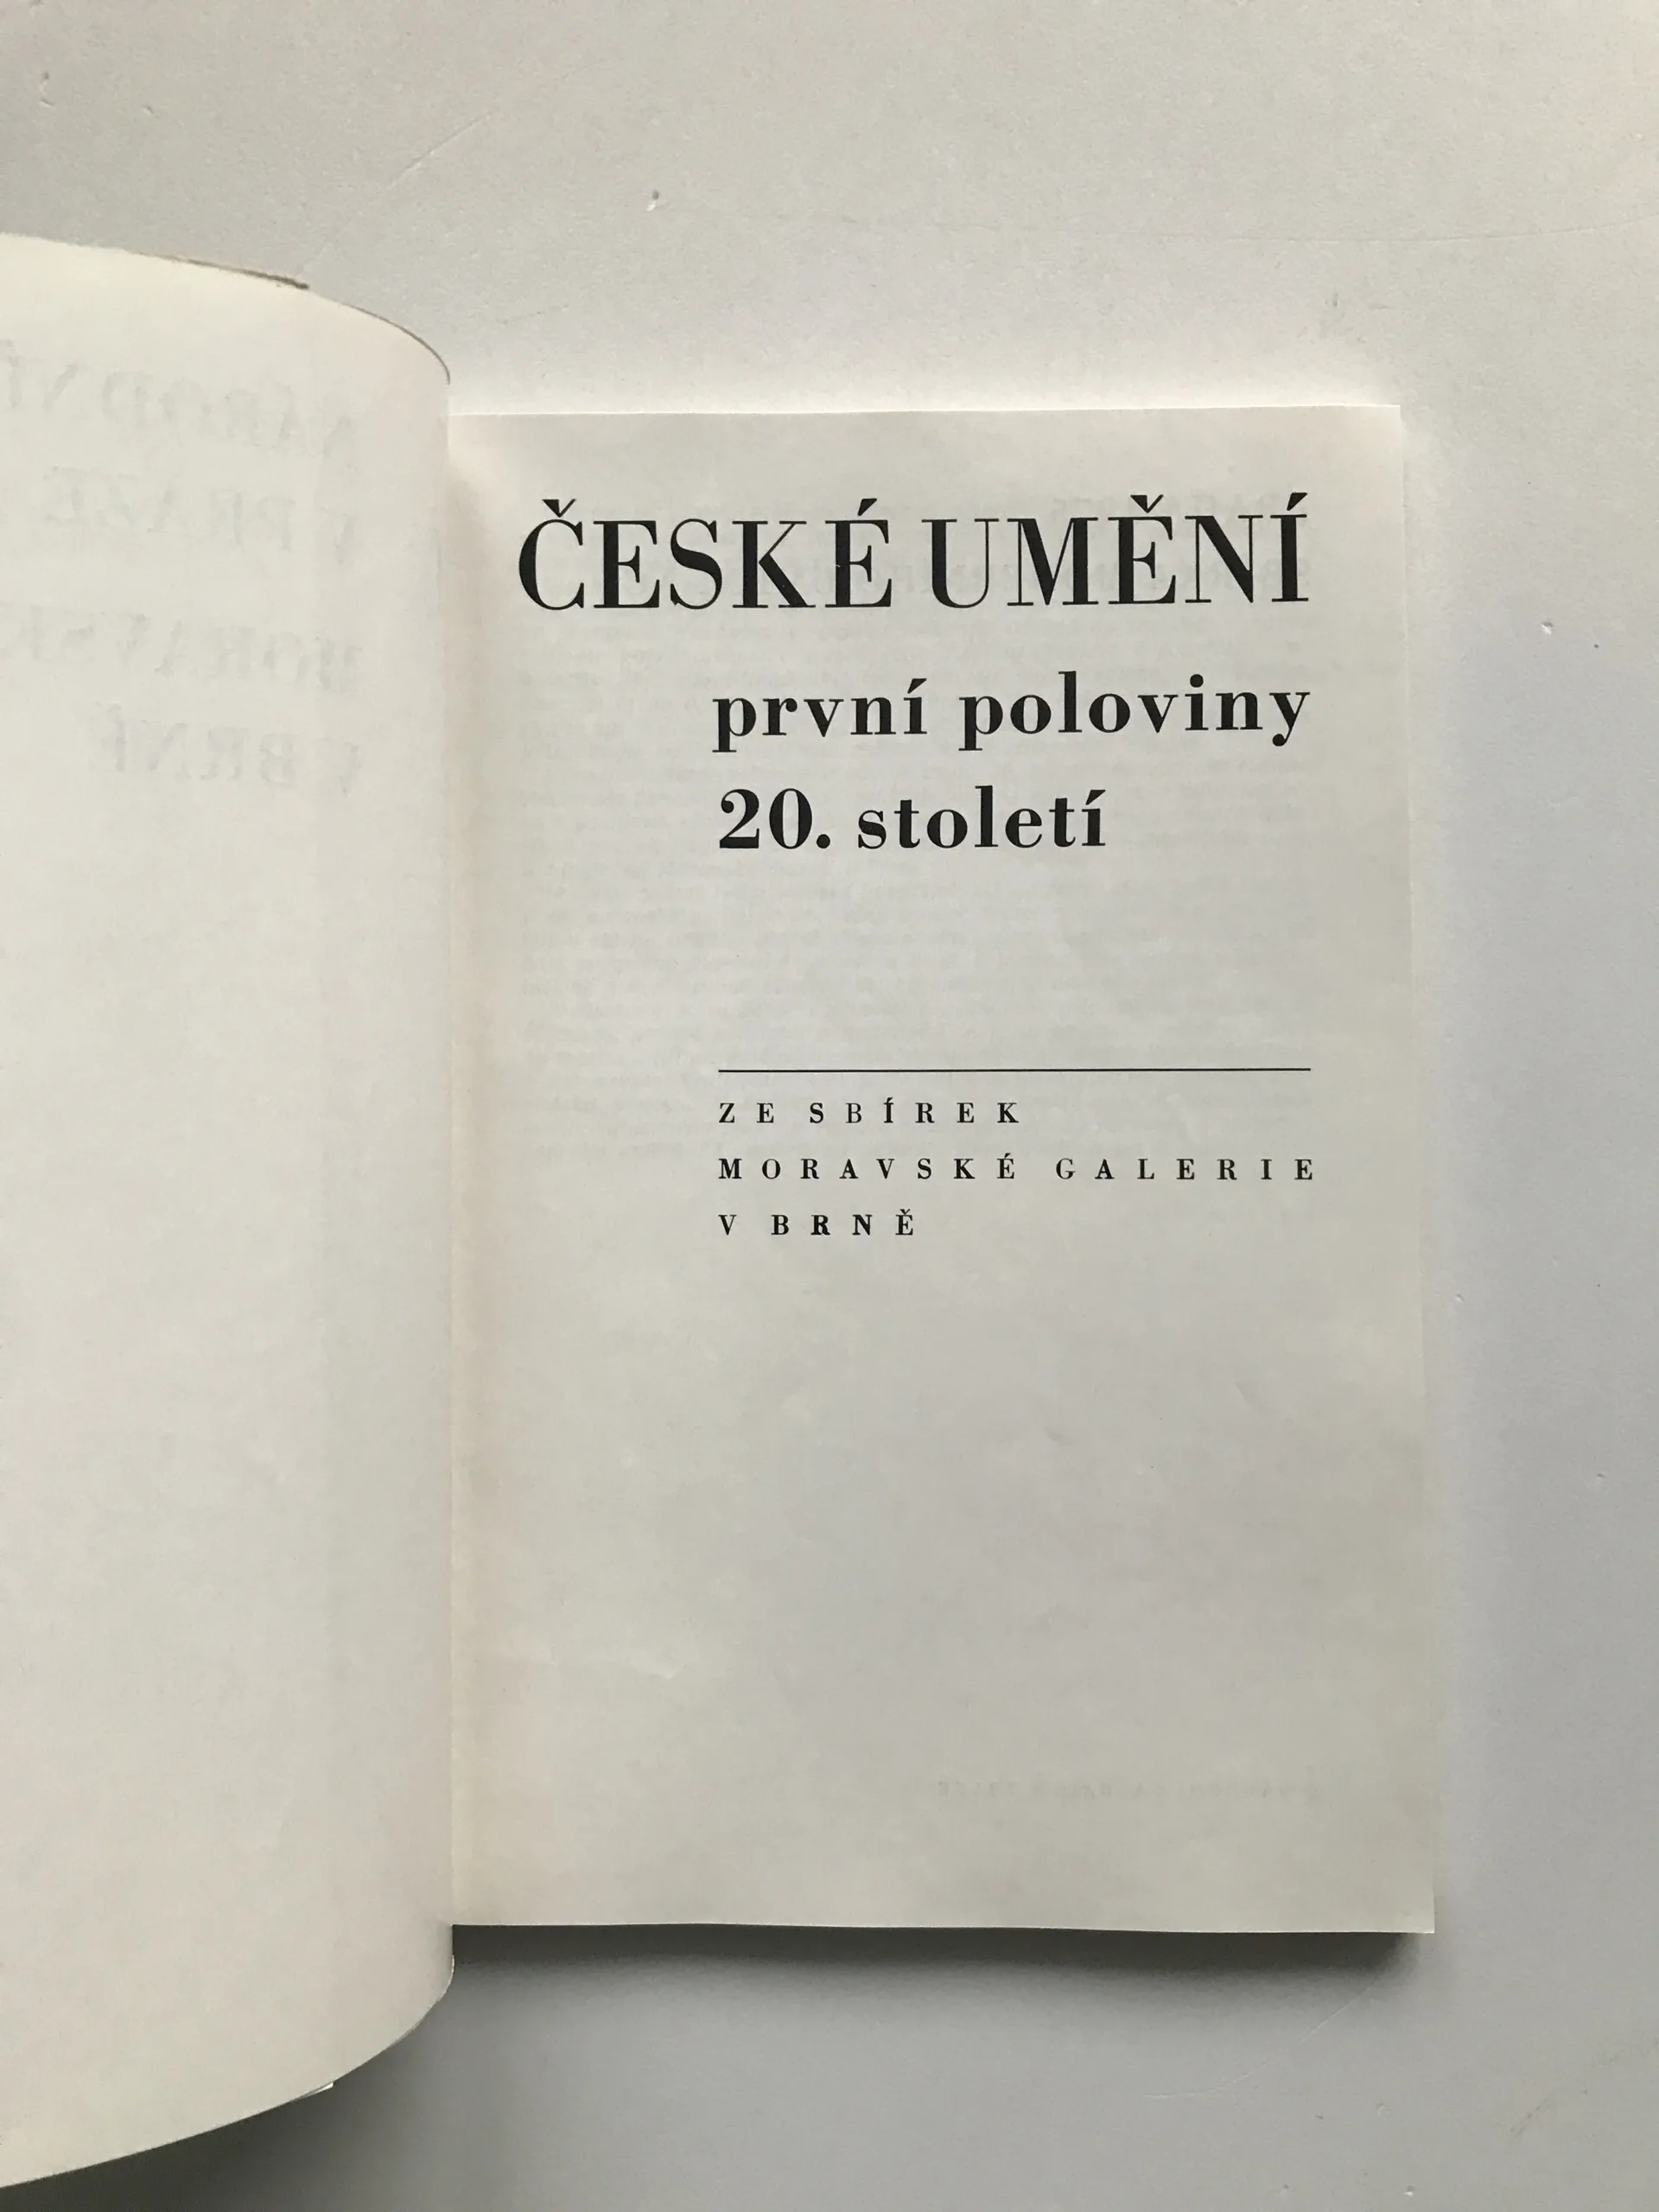 ČESKÉ UMĚNÍ
první poloviny
20. století
ZE SBÍREK
MORAVSKÉ GALERIE
V BRNĚ